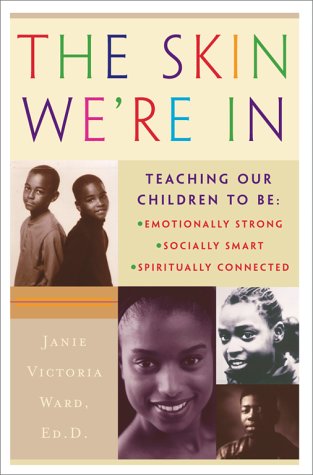 THE SKIN
WE'RE IN
TEACHING OUR
CHILDREN TO BE:
•EMOTIONALLY STRONG
•SOCIALLY SMART
•SPIRITUALLY CONNECTED
JANIE
VICTORIA
WARD,
ED.D.